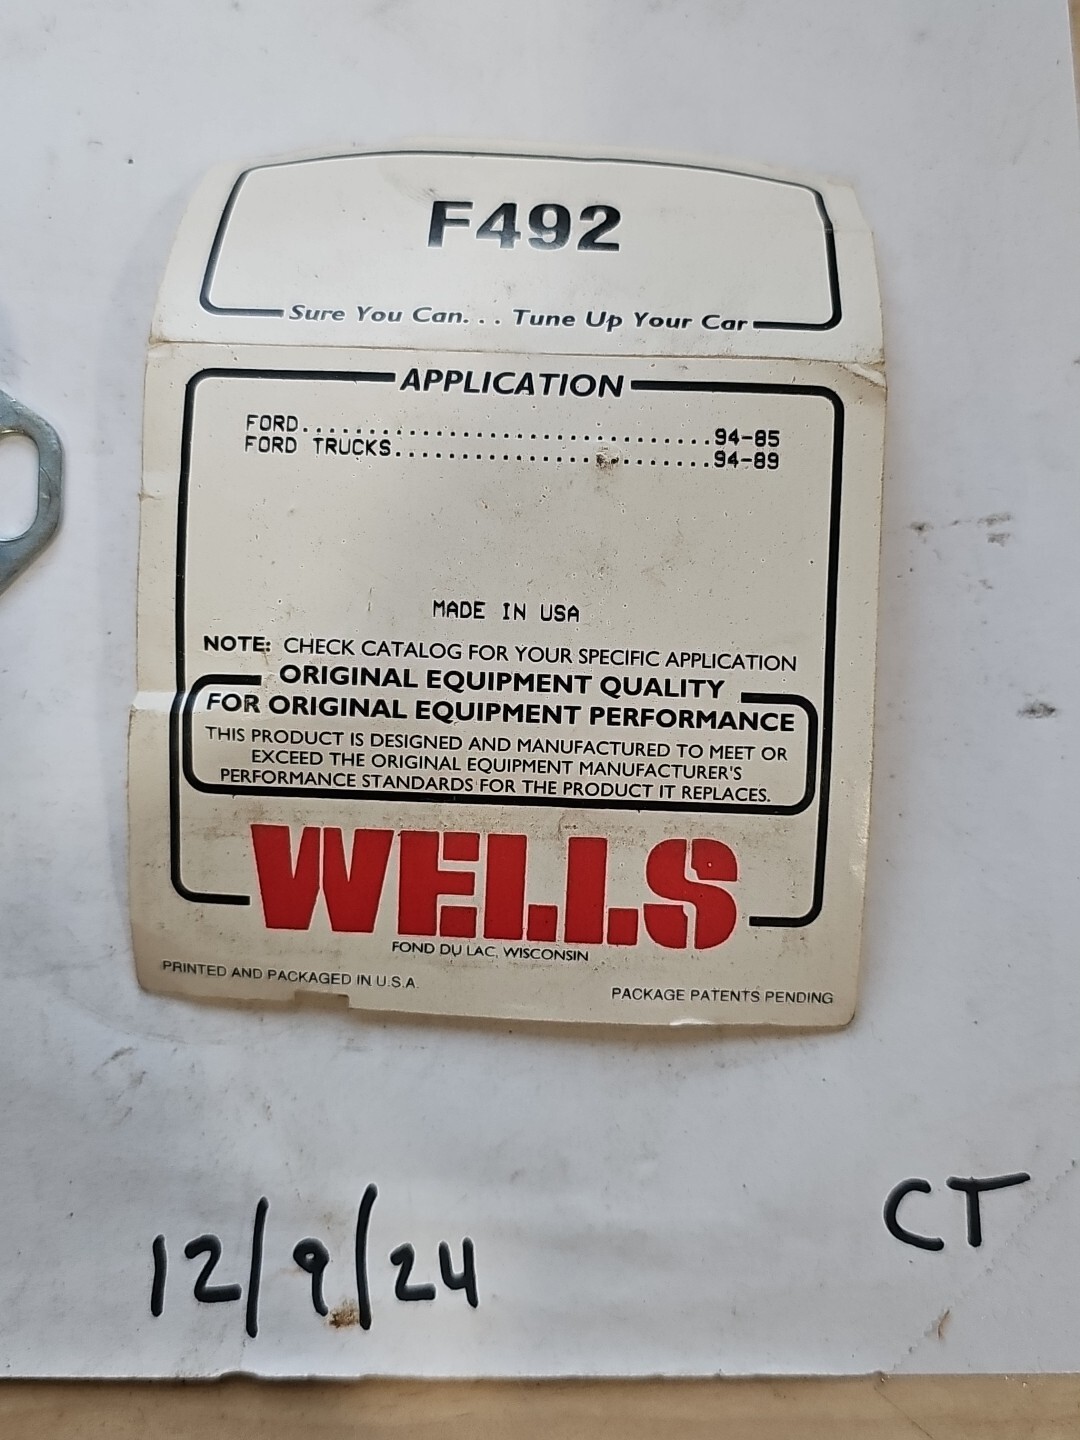 F492
Sure You Can. . . Tune Up Your Car
APPLICATION
FORD..................................94-85
FORD TRUCKS...........................94-89
MADE IN USA
NOTE: CHECK CATALOG FOR YOUR SPECIFIC APPLICATION
ORIGINAL EQUIPMENT QUALITY
FOR ORIGINAL EQUIPMENT PERFORMANCE
THIS PRODUCT IS DESIGNED AND MANUFACTURED TO MEET OR
EXCEED THE ORIGINAL EQUIPMENT MANUFACTURER'S
PERFORMANCE STANDARDS FOR THE PRODUCT IT REPLACES.
WELLS
FOND DU LAC, WISCONSIN
PRINTED AND PACKAGED IN U.S.A.
PACKAGE PATENTS PENDING
CT
12/9/24